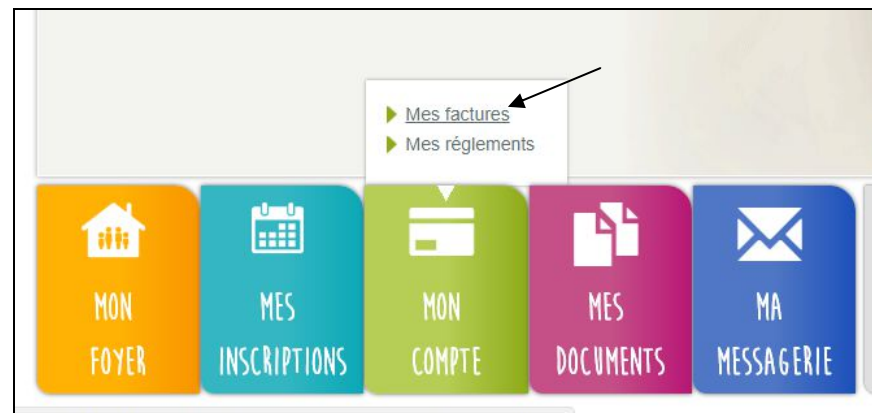 Mes factures
Mes réglements
MON
FOYER
MES
INSCRIPTIONS
MON
COMPTE
MES
DOCUMENTS
MA
MESSAGERIE